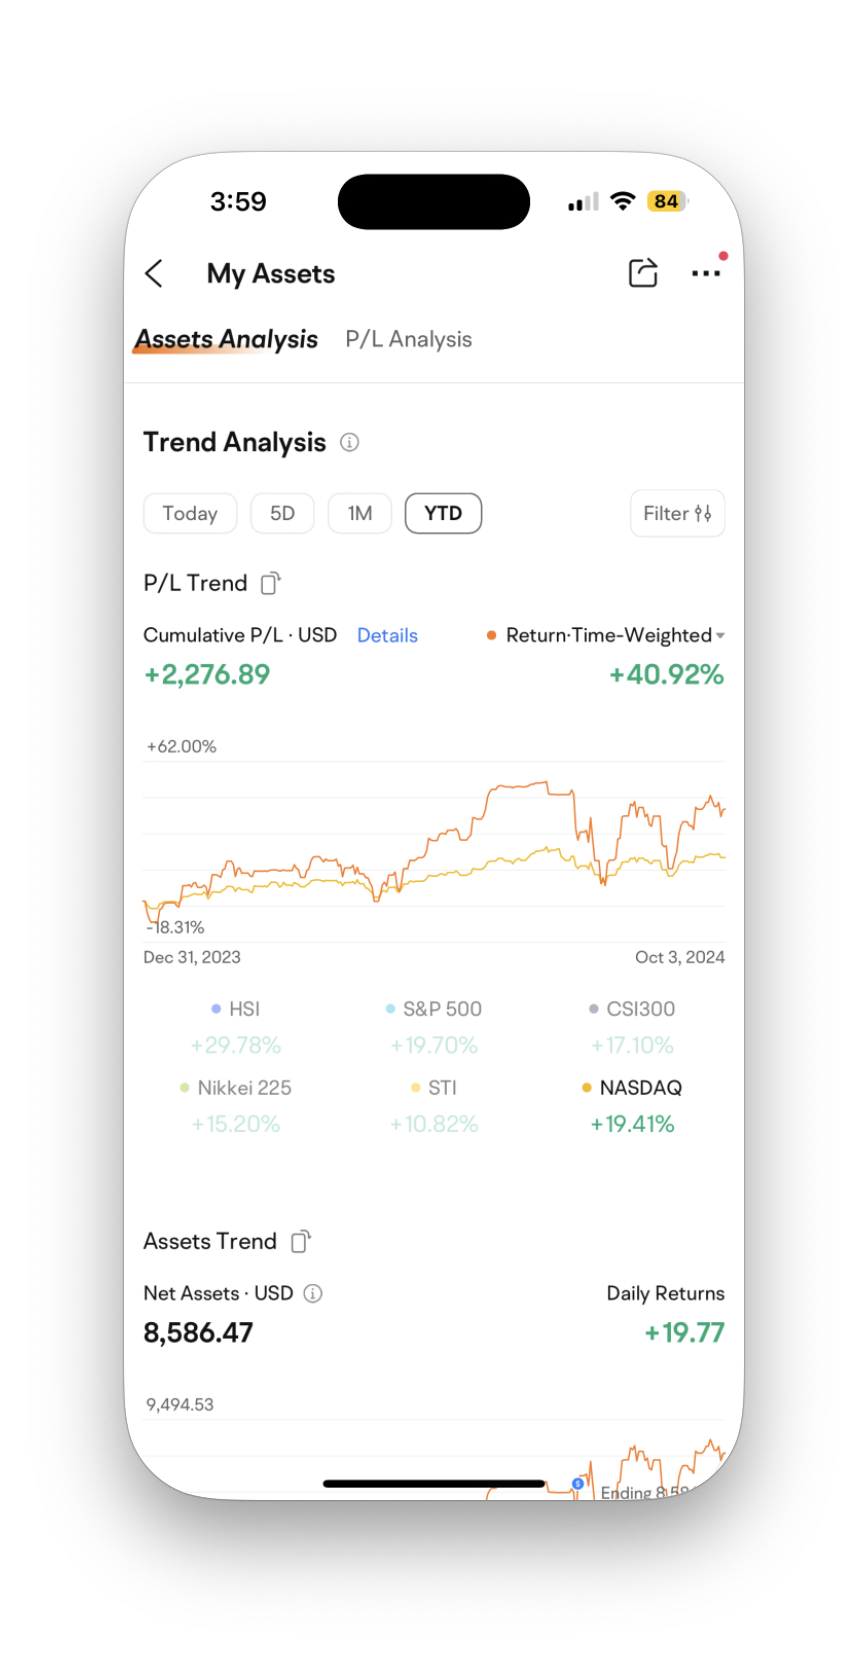 3:59
84
My Assets
Assets Analysis P/L Analysis
Trend Analysis
Today 5D 1M YTD Filter
P/L Trend
Cumulative P/L · USD Details Return·Time-Weighted
+2,276.89 +40.92%
+62.00%
-18.31%
Dec 31, 2023 Oct 3, 2024
HSI S&P 500 CSI300
+29.78% +19.70% +17.10%
Nikkei 225 STI NASDAQ
+15.20% +10.82% +19.41%
Assets Trend
Net Assets · USD Daily Returns
8,586.47 +19.77
9,494.53
Ending